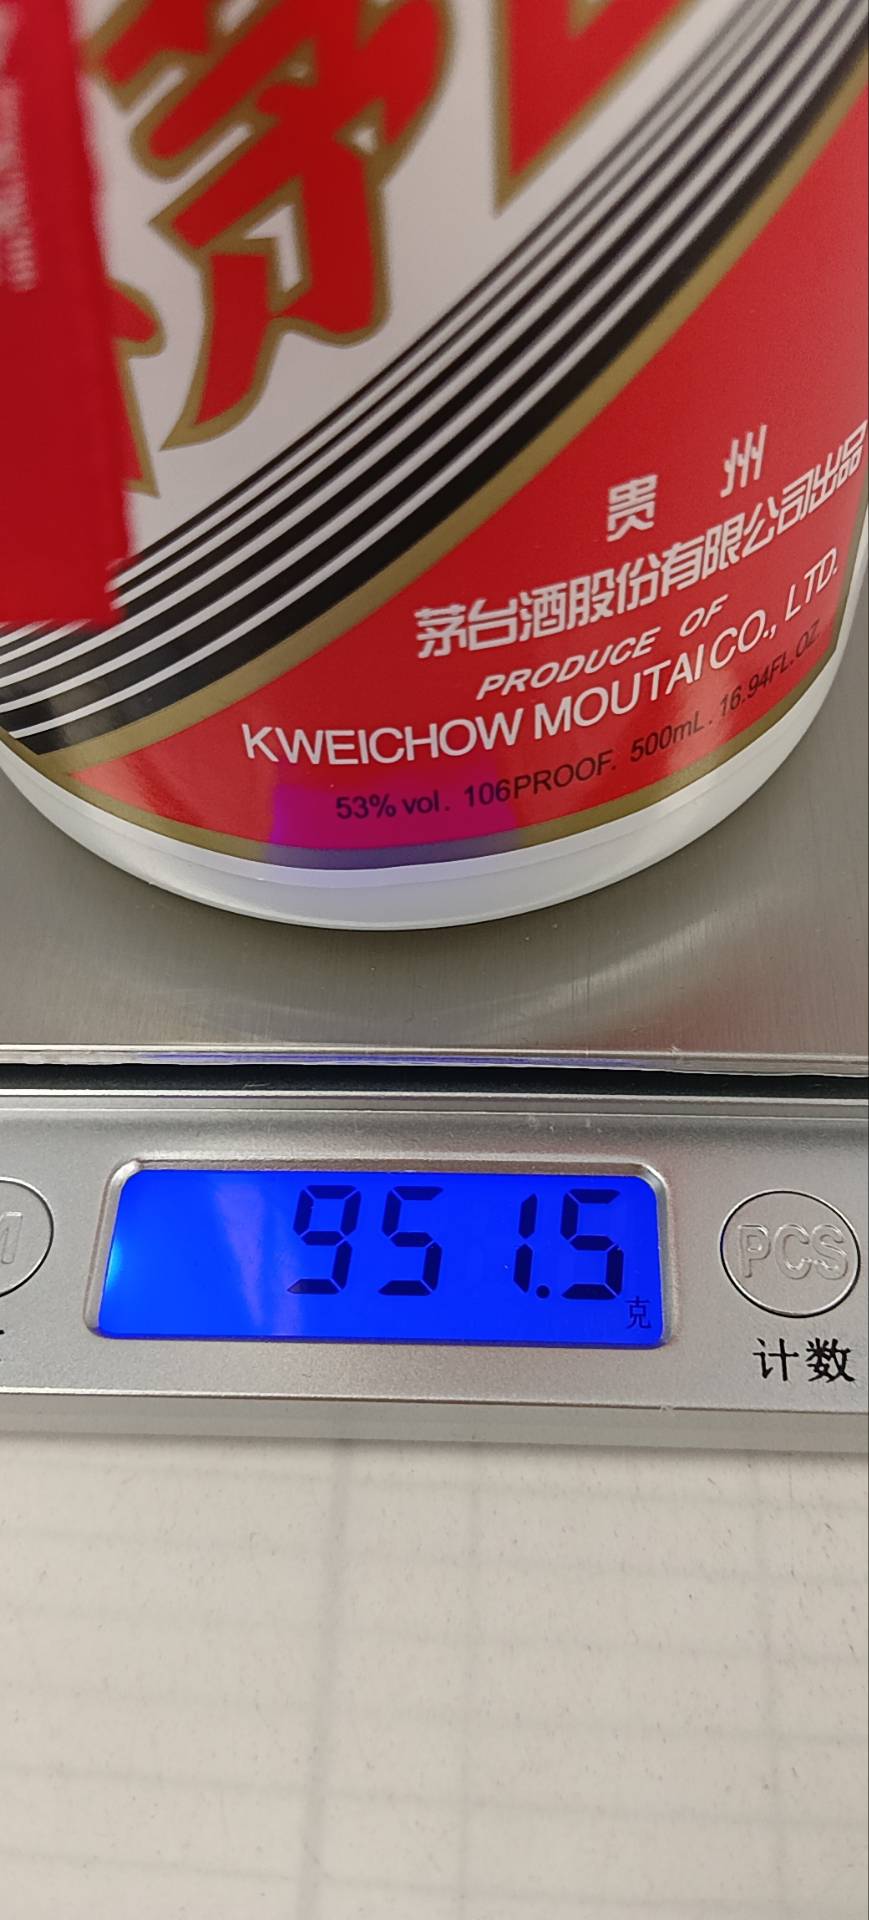 贵 州
茅台酒股份有限公司出品
PRODUCE OF
KWEICHOW MOUTAI CO., LTD.
53% vol. 106PROOF. 500mL. 16.94FL.OZ.
951.5
克
PCS
计数